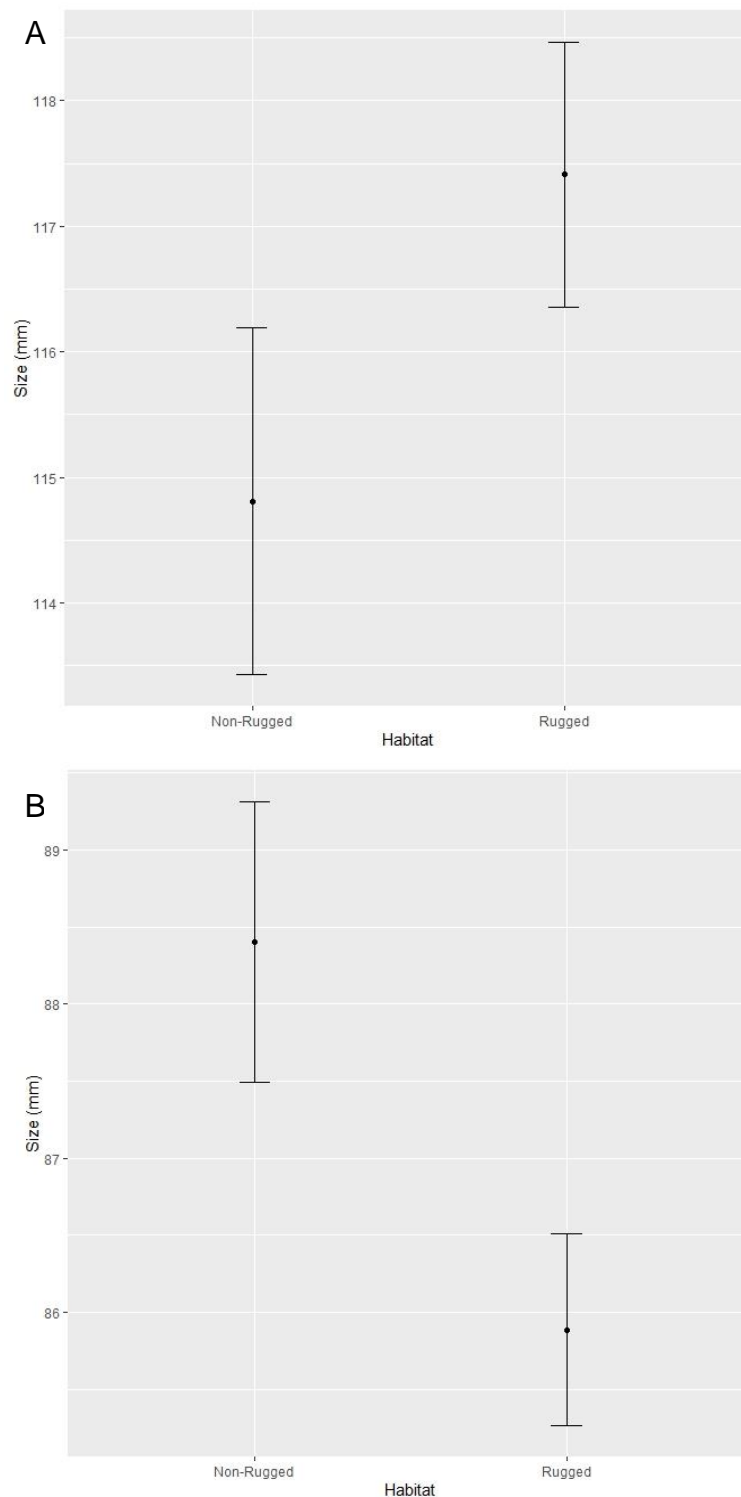 A
118
117
116
115
114
Size (mm)
Non-Rugged Rugged
Habitat
B
89
88
87
86
Size (mm)
Non-Rugged Rugged
Habitat